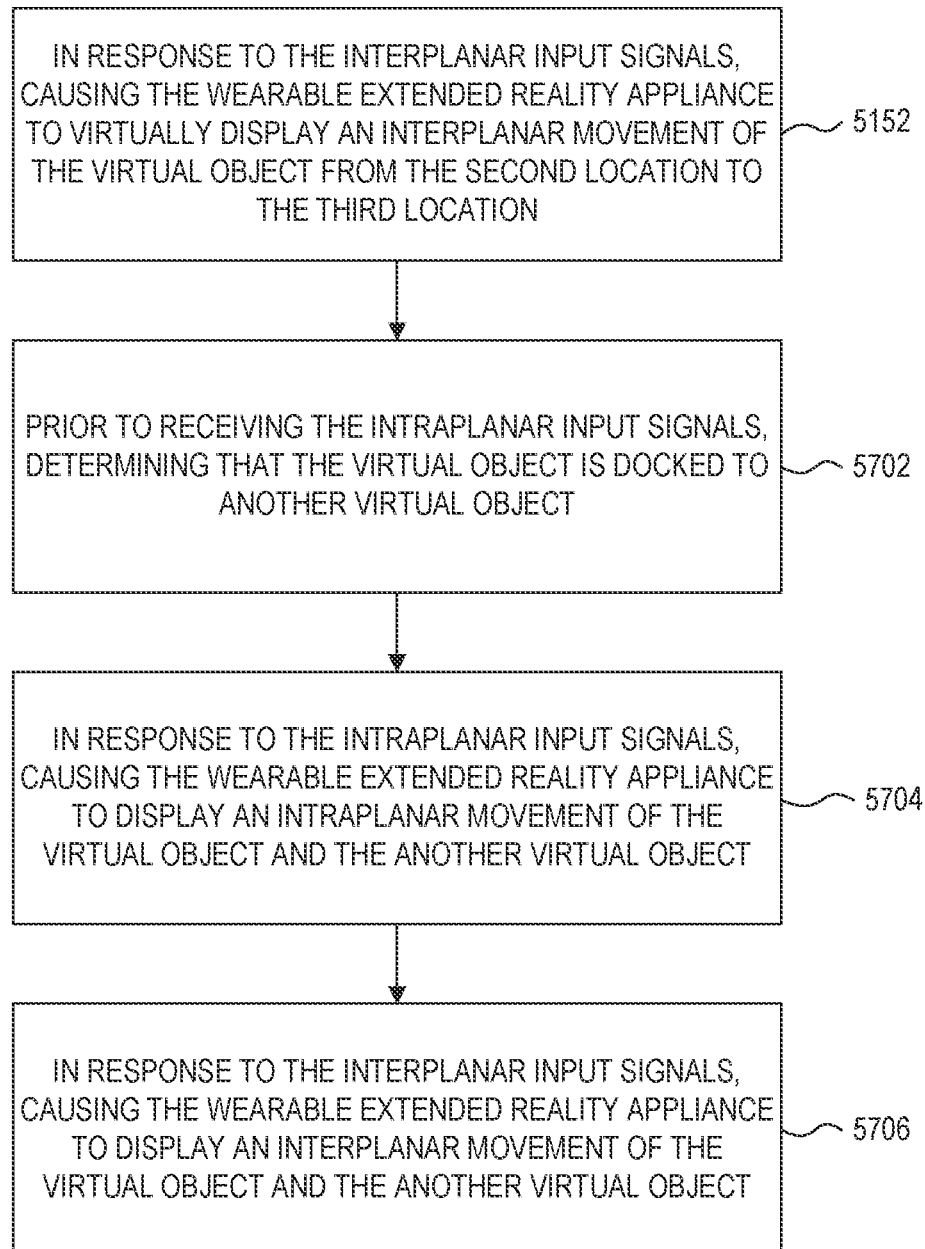 IN RESPONSE TO THE INTERPLANAR INPUT SIGNALS,
CAUSING THE WEARABLE EXTENDED REALITY APPLIANCE
TO VIRTUALLY DISPLAY AN INTERPLANAR MOVEMENT OF
THE VIRTUAL OBJECT FROM THE SECOND LOCATION TO
THE THIRD LOCATION
5152
PRIOR TO RECEIVING THE INTRAPLANAR INPUT SIGNALS,
DETERMINING THAT THE VIRTUAL OBJECT IS DOCKED TO
ANOTHER VIRTUAL OBJECT
5702
IN RESPONSE TO THE INTRAPLANAR INPUT SIGNALS,
CAUSING THE WEARABLE EXTENDED REALITY APPLIANCE
TO DISPLAY AN INTRAPLANAR MOVEMENT OF THE
VIRTUAL OBJECT AND THE ANOTHER VIRTUAL OBJECT
5704
IN RESPONSE TO THE INTERPLANAR INPUT SIGNALS,
CAUSING THE WEARABLE EXTENDED REALITY APPLIANCE
TO DISPLAY AN INTERPLANAR MOVEMENT OF THE
VIRTUAL OBJECT AND THE ANOTHER VIRTUAL OBJECT
5706